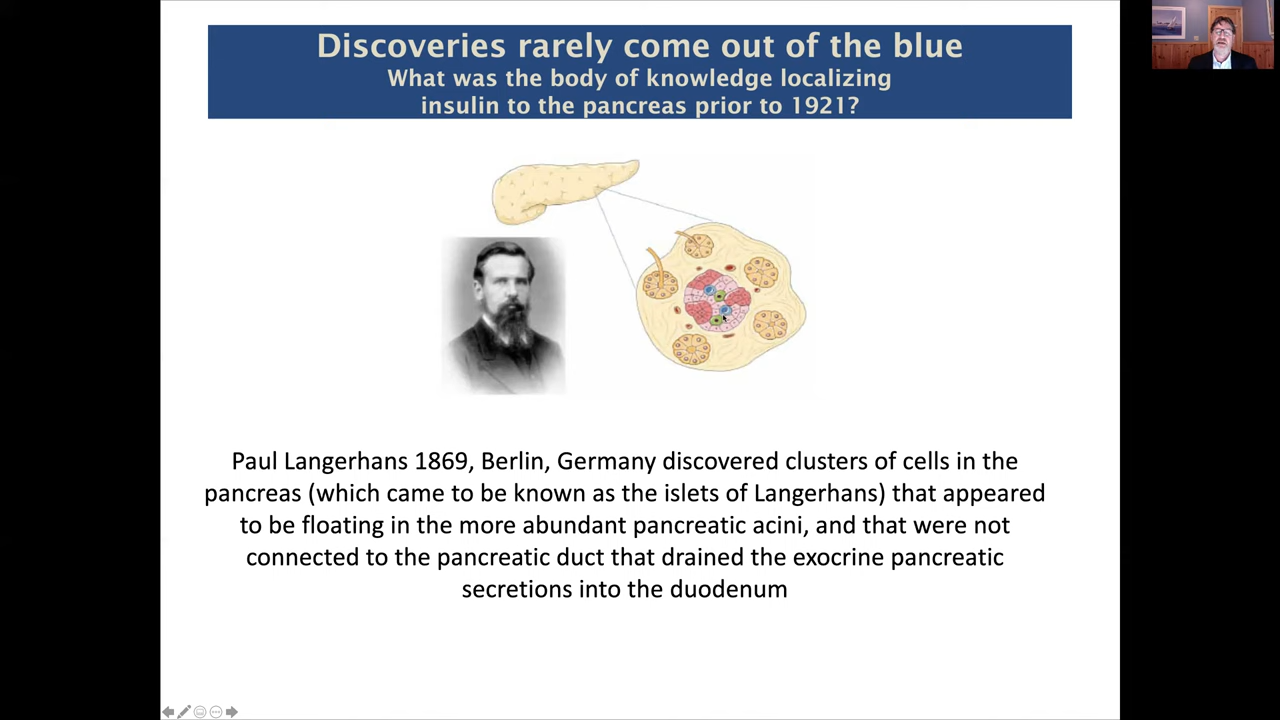 Discoveries rarely come out of the blue
What was the body of knowledge localizing
insulin to the pancreas prior to 1921?
Paul Langerhans 1869, Berlin, Germany discovered clusters of cells in the
pancreas (which came to be known as the islets of Langerhans) that appeared
to be floating in the more abundant pancreatic acini, and that were not
connected to the pancreatic duct that drained the exocrine pancreatic
secretions into the duodenum